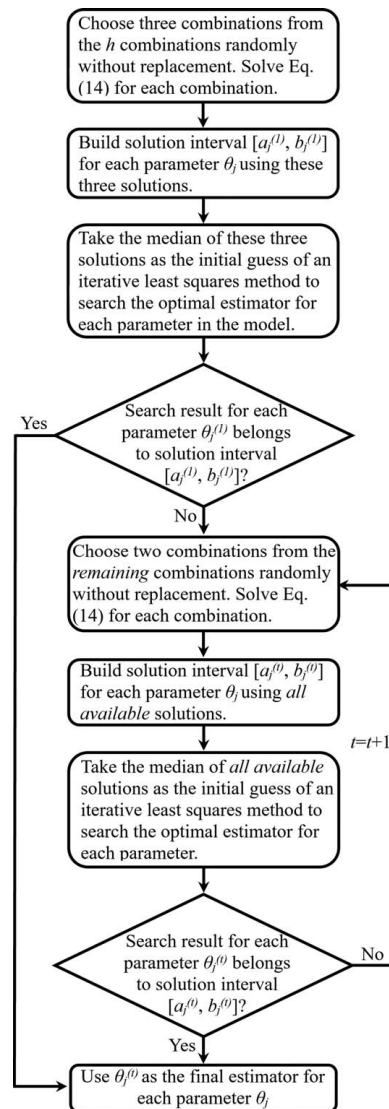 Choose three combinations from
the h combinations randomly
without replacement. Solve Eq.
(14) for each combination.
Build solution interval [aⱼ⁽¹⁾, bⱼ⁽¹⁾]
for each parameter θⱼ using these
three solutions.
Take the median of these three
solutions as the initial guess of an
iterative least squares method to
search the optimal estimator for
each parameter in the model.
Yes
Search result for each
parameter θⱼ⁽¹⁾ belongs
to solution interval
[aⱼ⁽¹⁾, bⱼ⁽¹⁾]?
No
Choose two combinations from the
remaining combinations randomly
without replacement. Solve Eq.
(14) for each combination.
Build solution interval [aⱼ⁽ᵗ⁾, bⱼ⁽ᵗ⁾]
for each parameter θⱼ using all
available solutions.
t=t+1
Take the median of all available
solutions as the initial guess of an
iterative least squares method to
search the optimal estimator for
each parameter.
Search result for each
parameter θⱼ⁽ᵗ⁾ belongs
to solution interval
[aⱼ⁽ᵗ⁾, bⱼ⁽ᵗ⁾]?
No
Yes
Use θⱼ⁽ᵗ⁾ as the final estimator for
each parameter θⱼ